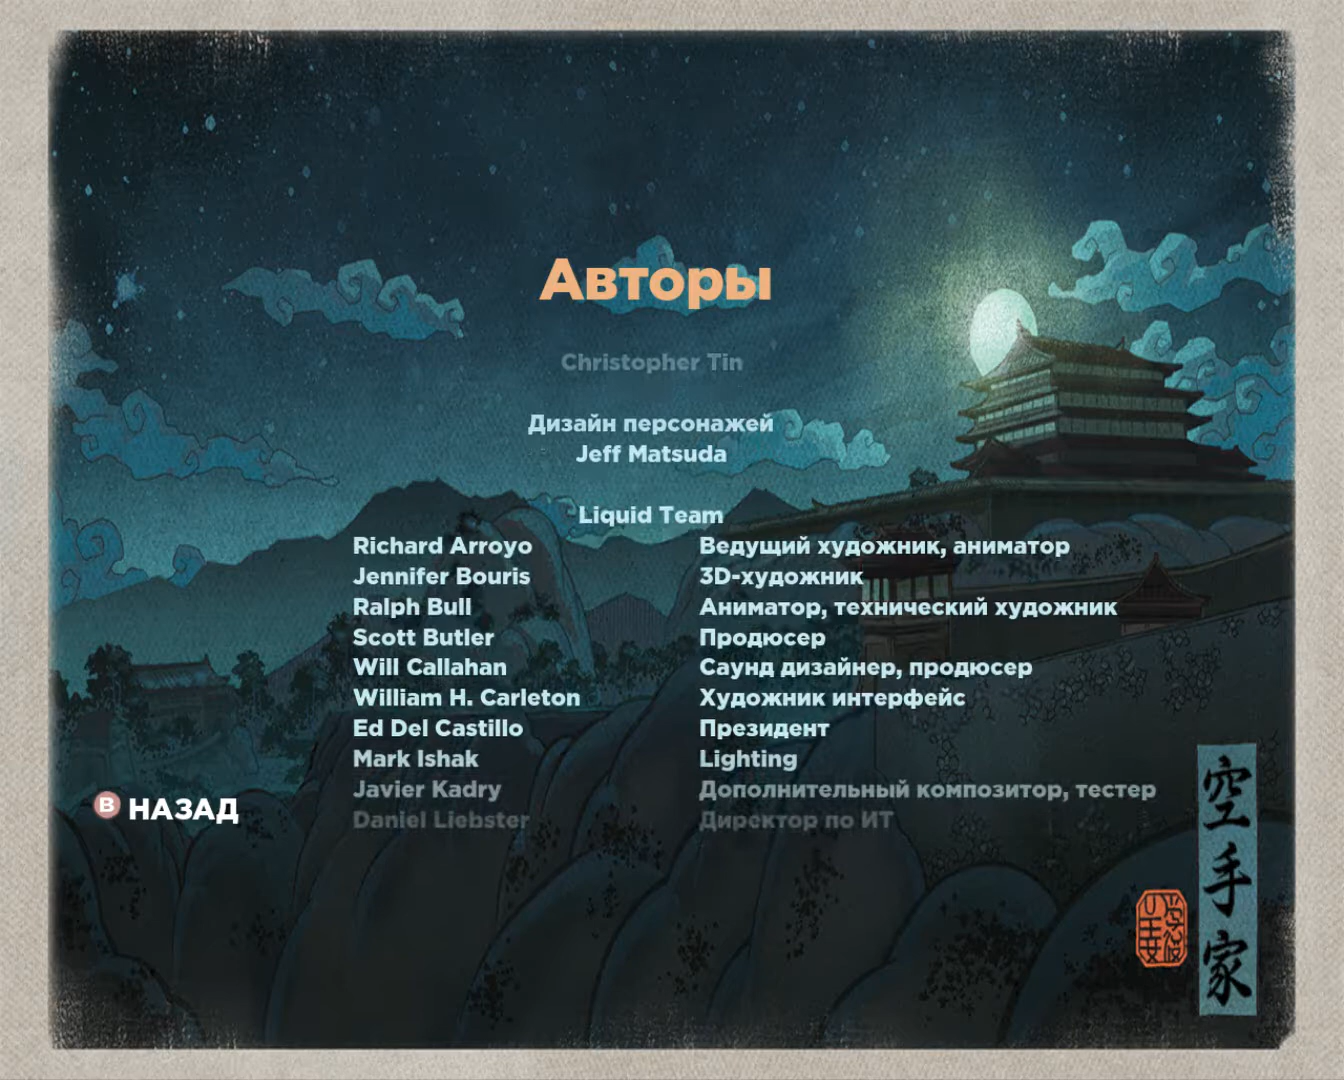 Авторы
Christopher Tin
Дизайн персонажей
Jeff Matsuda
Liquid Team
Richard Arroyo Ведущий художник, аниматор
Jennifer Bouris 3D-художник
Ralph Bull Аниматор, технический художник
Scott Butler Продюсер
Will Callahan Саунд дизайнер, продюсер
William H. Carleton Художник интерфейс
Ed Del Castillo Президент
Mark Ishak Lighting
Javier Kadry Дополнительный композитор, тестер
Daniel Liebster Директор по ИТ
B НАЗАД
空手家